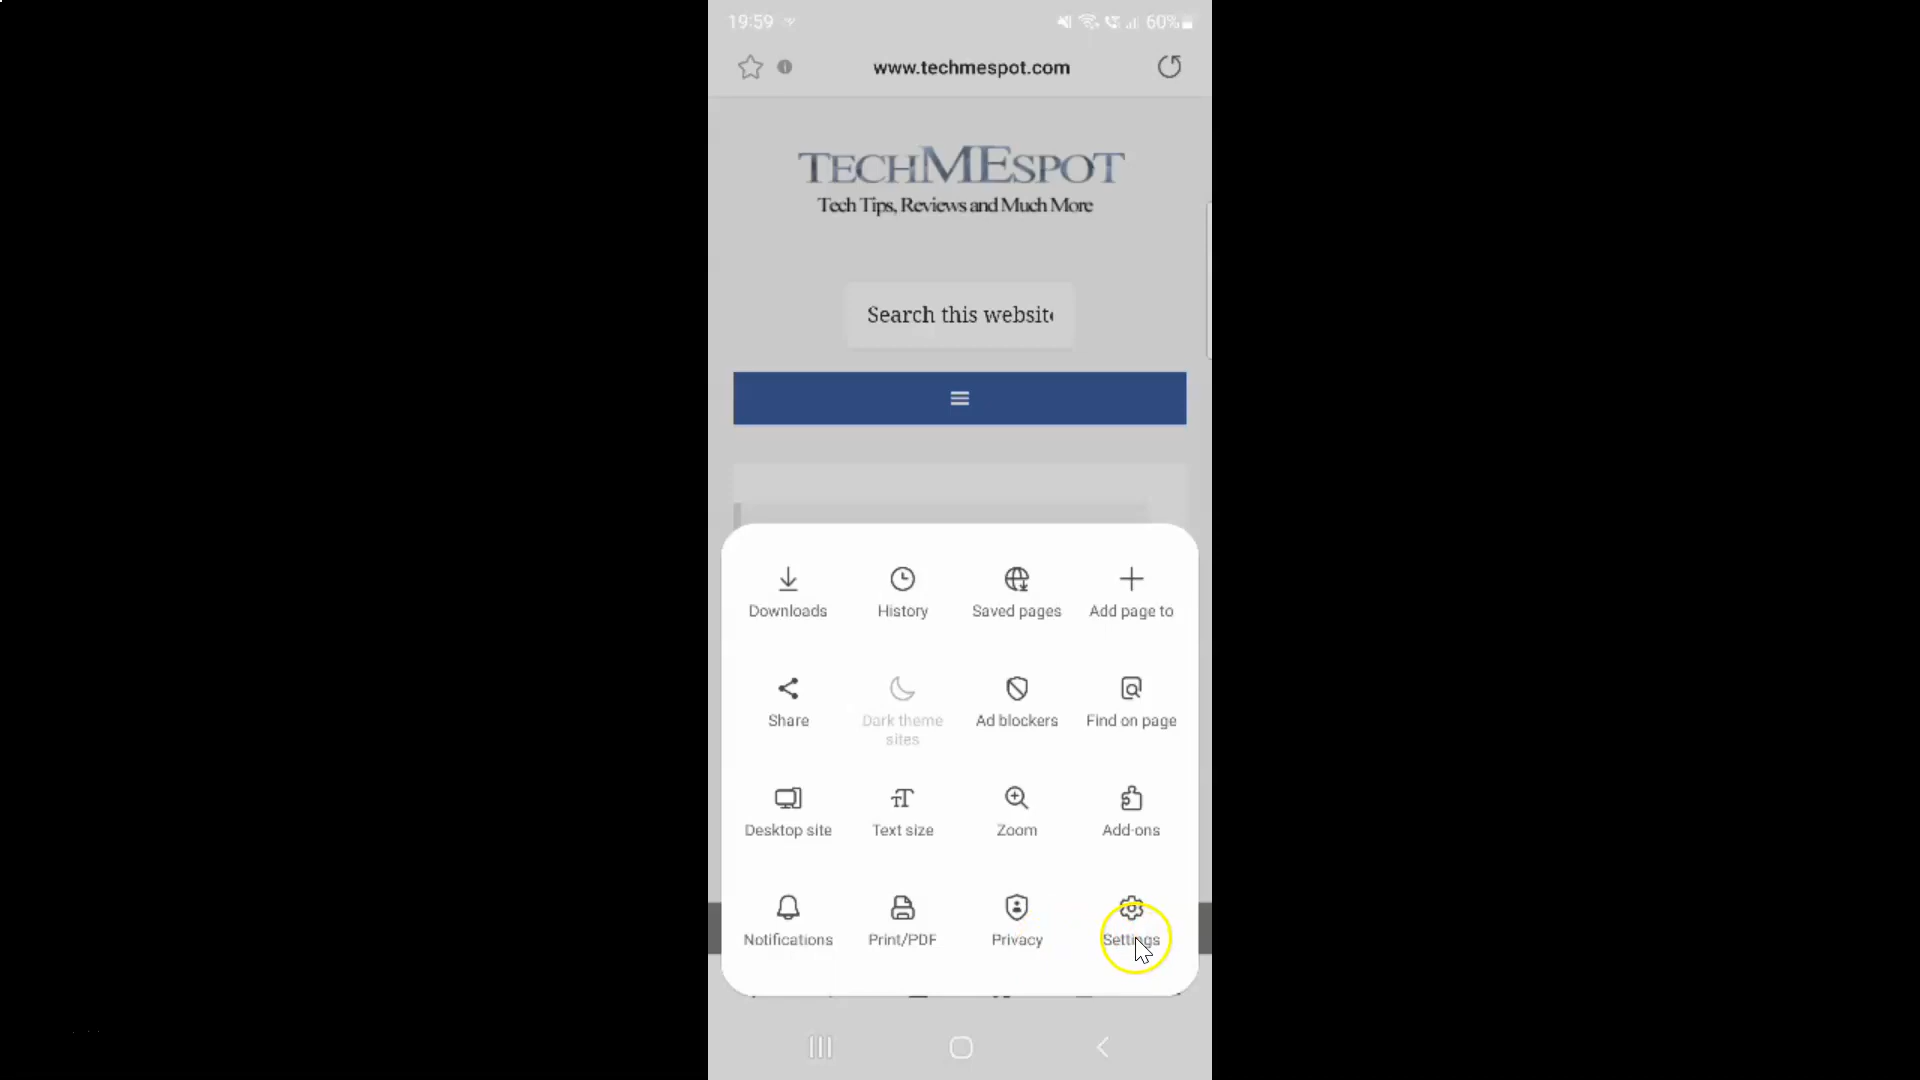 19:59 60%
www.techmespot.com
TECHMESPOT
Tech Tips, Reviews and Much More
Search this website
Downloads History Saved pages Add page to
Share Dark theme sites Ad blockers Find on page
Desktop site Text size Zoom Add-ons
Notifications Print/PDF Privacy Settings